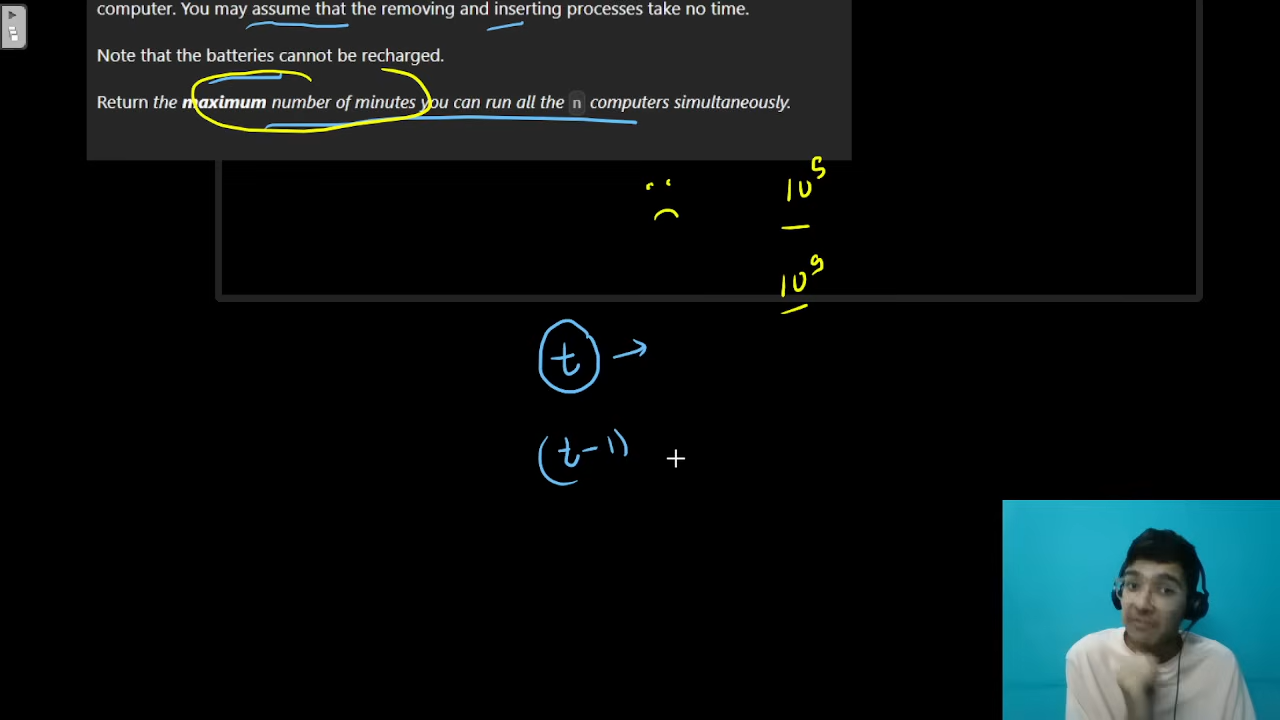 computer. You may assume that the removing and inserting processes take no time.
Note that the batteries cannot be recharged.
Return the maximum number of minutes you can run all the n computers simultaneously.
10^5
10^9
t →
(t-1)